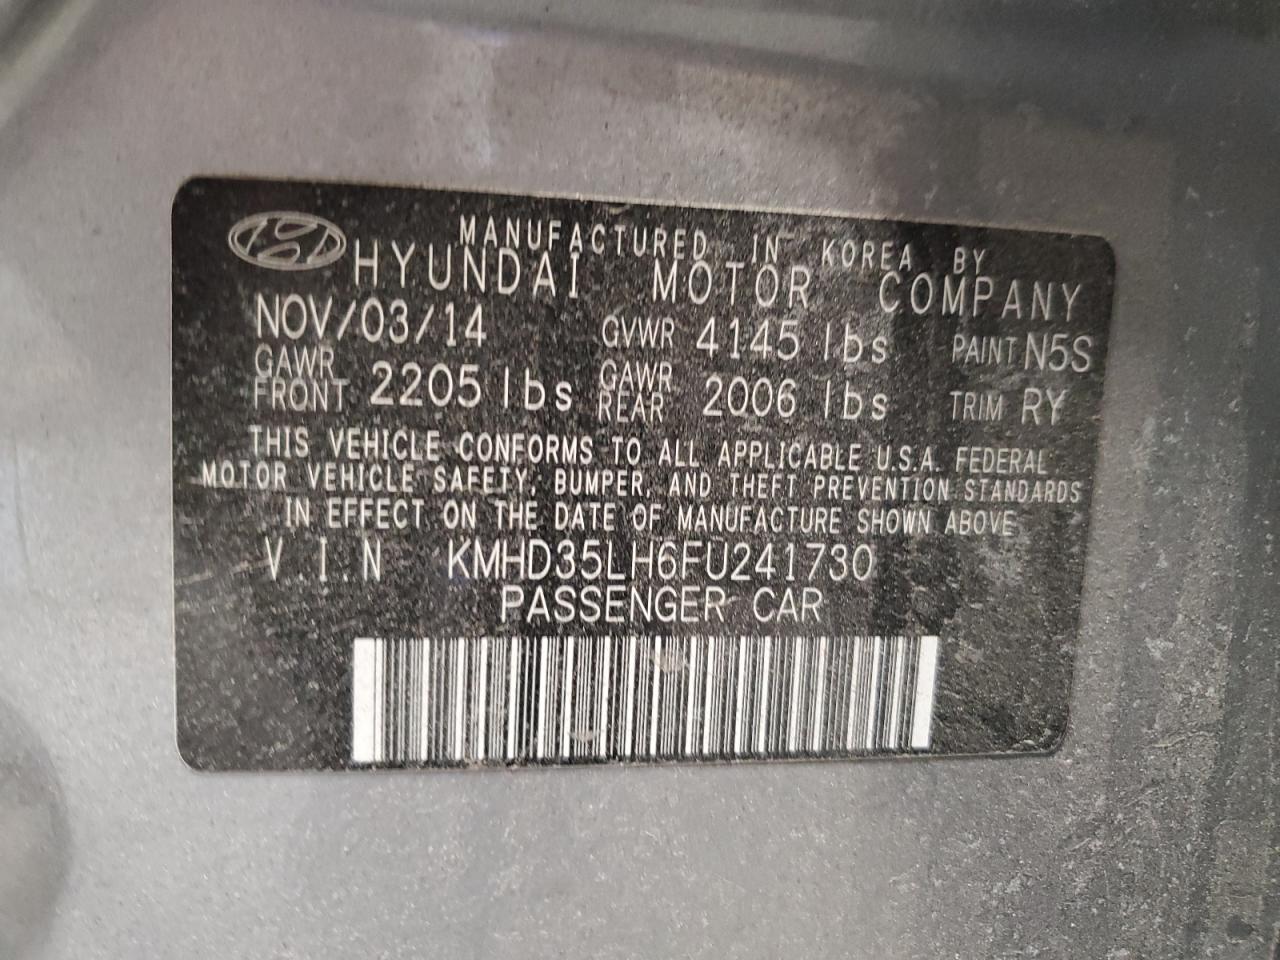 MANUFACTURED IN KOREA BY
HYUNDAI MOTOR COMPANY
NOV/03/14 GVWR 4145 lbs PAINT N5S
GAWR FRONT 2205 lbs GAWR REAR 2006 lbs TRIM RY
THIS VEHICLE CONFORMS TO ALL APPLICABLE U.S.A. FEDERAL
MOTOR VEHICLE SAFETY, BUMPER, AND THEFT PREVENTION STANDARDS
IN EFFECT ON THE DATE OF MANUFACTURE SHOWN ABOVE
V.I.N KMHD35LH6FU241730
PASSENGER CAR